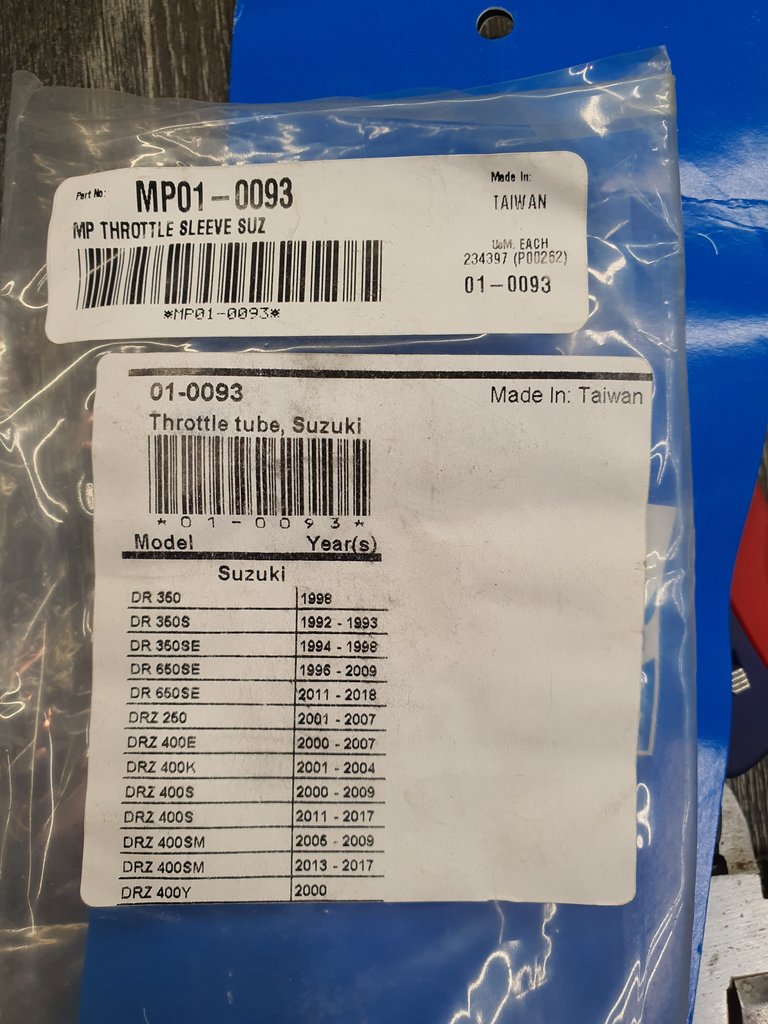 Part No: MP01-0093
MP THROTTLE SLEEVE SUZ
*MP01-0093*
Made In:
TAIWAN
UoM. EACH
234397 (P00262)
01-0093
01-0093
Made In: Taiwan
Throttle tube, Suzuki
*01-0093*
Model Year(s)
Suzuki
DR 350 1998
DR 350S 1992 - 1993
DR 350SE 1994 - 1998
DR 650SE 1996 - 2009
DR 650SE 2011 - 2018
DRZ 250 2001 - 2007
DRZ 400E 2000 - 2007
DRZ 400K 2001 - 2004
DRZ 400S 2000 - 2009
DRZ 400S 2011 - 2017
DRZ 400SM 2005 - 2009
DRZ 400SM 2013 - 2017
DRZ 400Y 2000